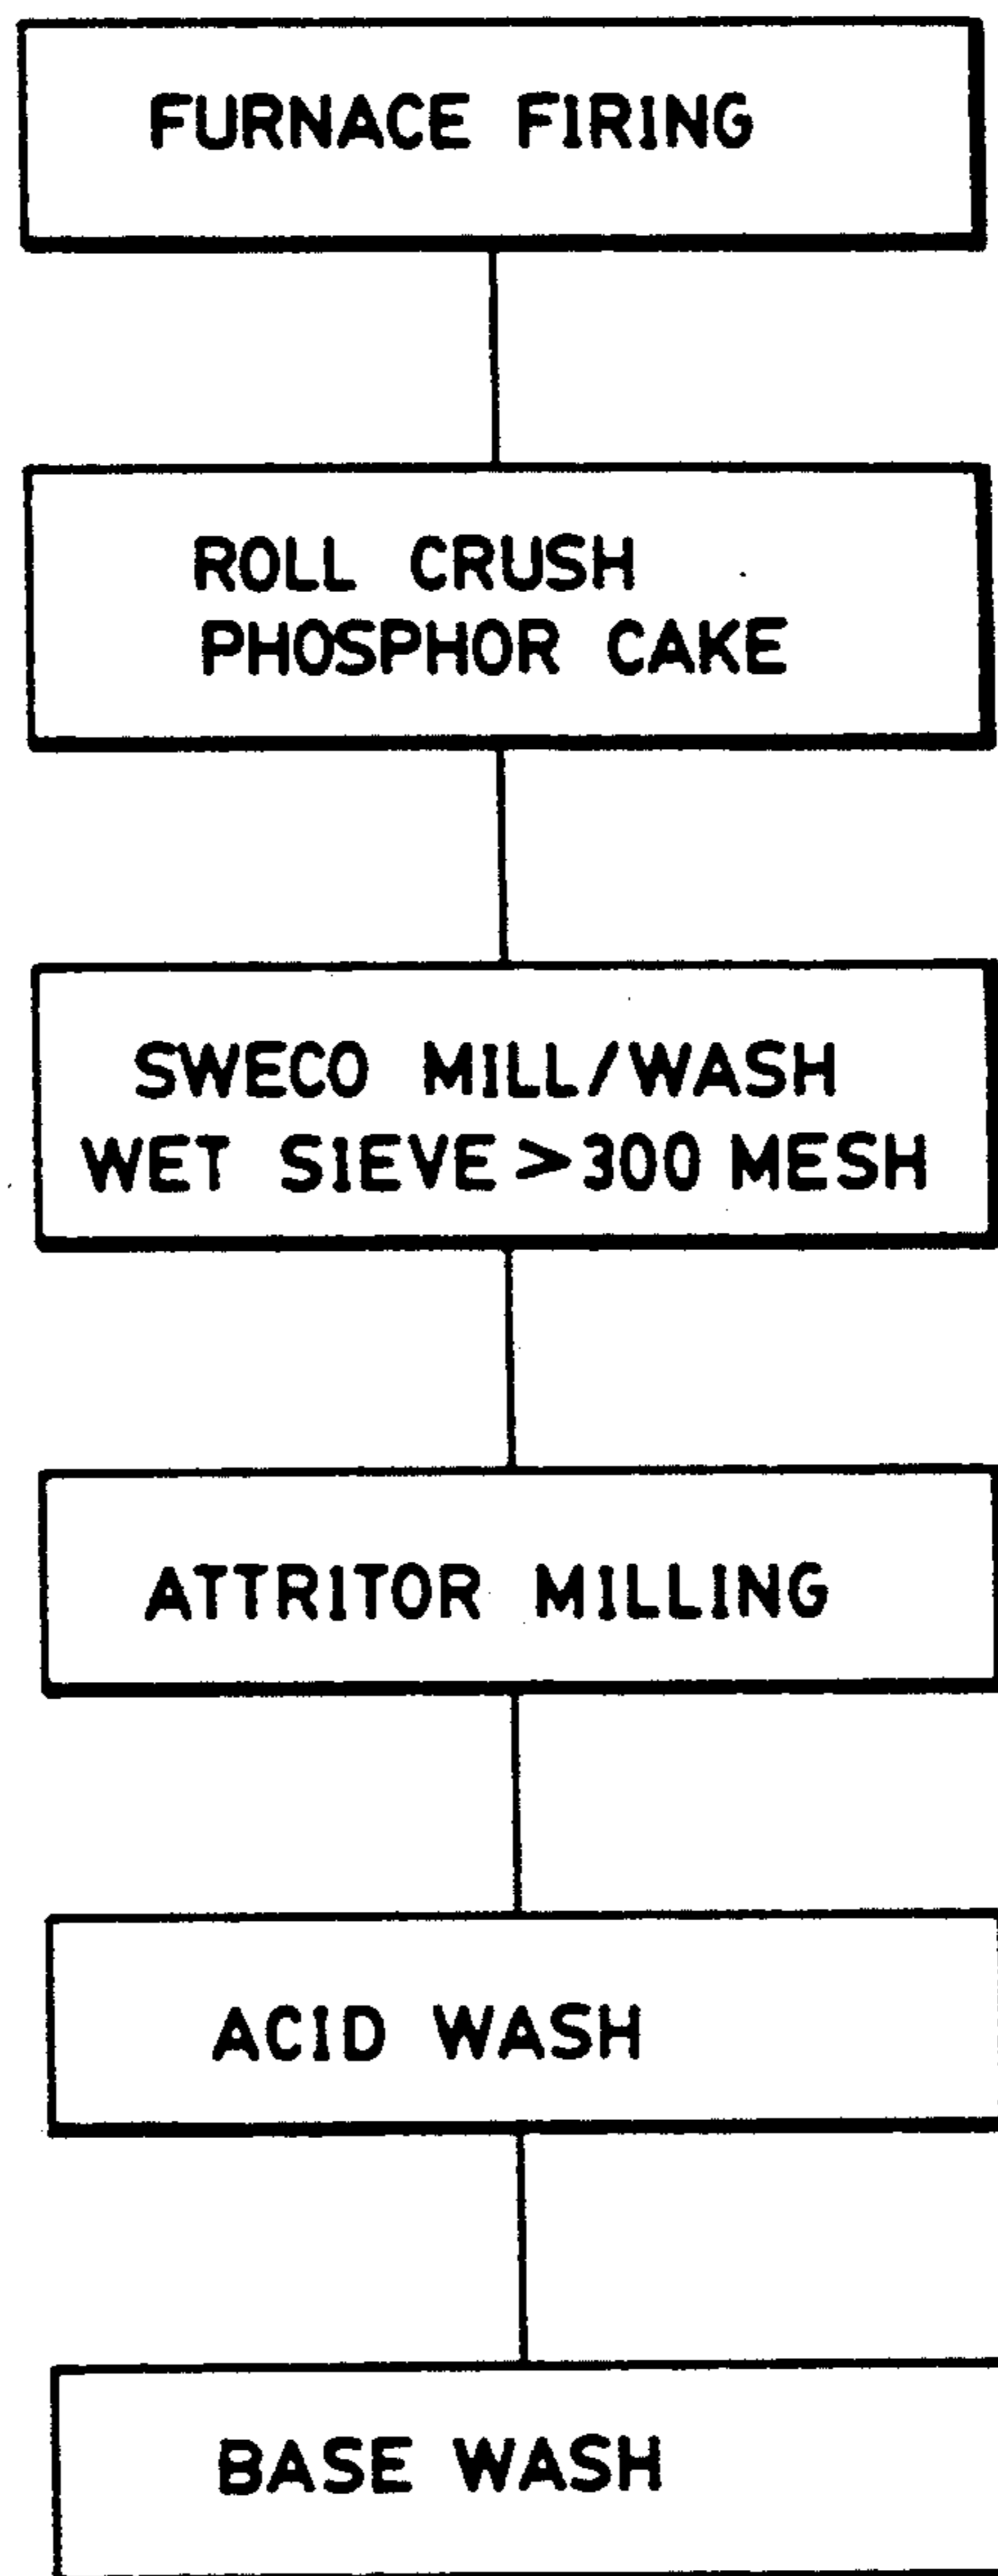 FURNACE FIRING
ROLL CRUSH
PHOSPHOR CAKE
SWECO MILL/WASH
WET SIEVE >300 MESH
ATTRITOR MILLING
ACID WASH
BASE WASH